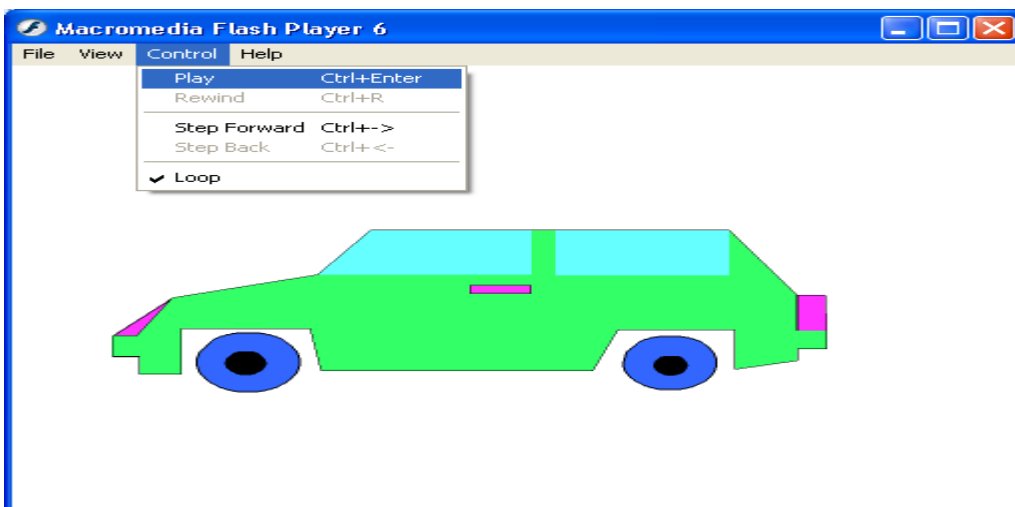 Macromedia Flash Player 6
File View Control Help
Play Ctrl+Enter
Rewind Ctrl+R
Step Forward Ctrl+->
Step Back Ctrl+<-
Loop